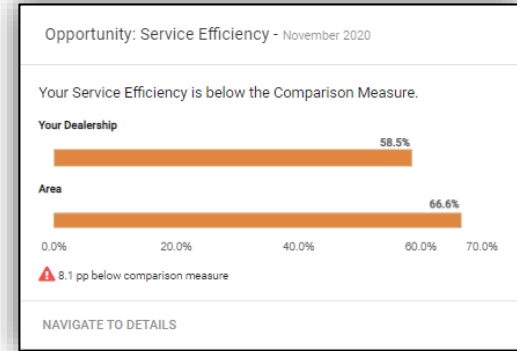 Opportunity: Service Efficiency - November 2020
Your Service Efficiency is below the Comparison Measure.
Your Dealership
58.5%
Area
66.6%
0.0% 20.0% 40.0% 60.0% 70.0%
8.1 pp below comparison measure
NAVIGATE TO DETAILS